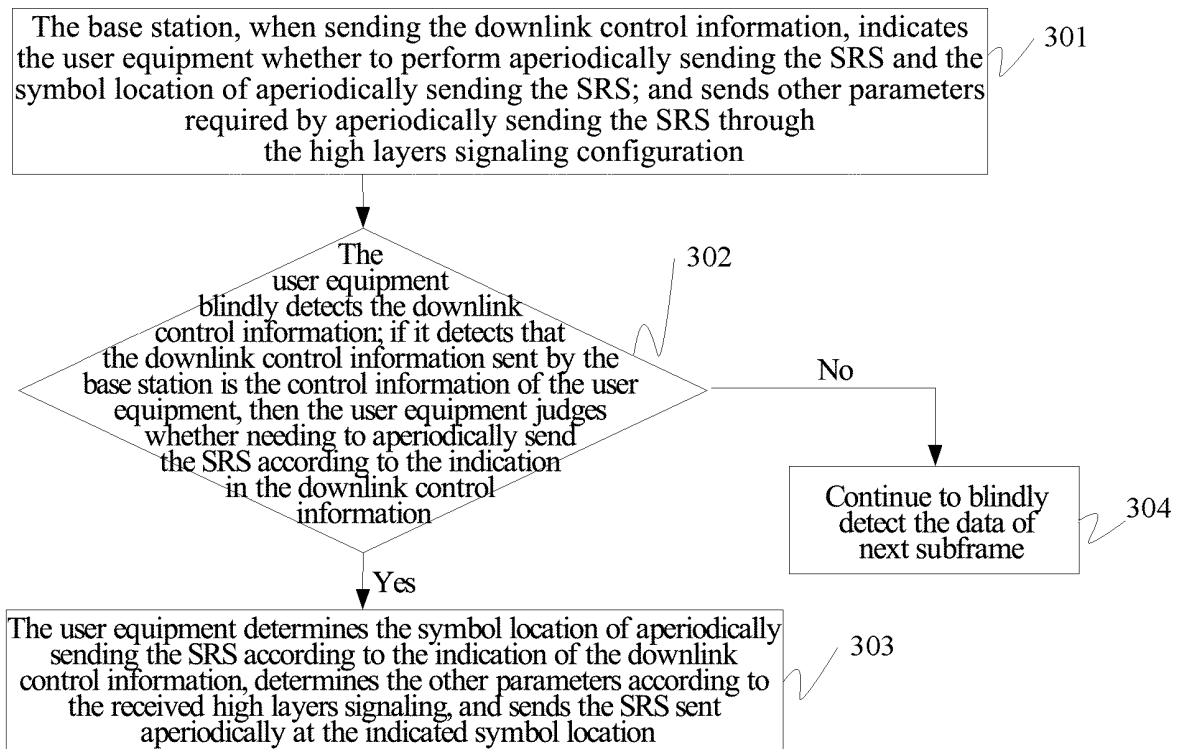 The base station, when sending the downlink control information, indicates
the user equipment whether to perform aperiodically sending the SRS and the
symbol location of aperiodically sending the SRS; and sends other parameters
required by aperiodically sending the SRS through
the high layers signaling configuration
301
The
user equipment
blindly detects the downlink
control information; if it detects that
the downlink control information sent by the
base station is the control information of the user
equipment, then the user equipment judges
whether needing to aperiodically send
the SRS according to the indication
in the downlink control
information
302
No
Continue to blindly
detect the data of
next subframe
304
Yes
The user equipment determines the symbol location of aperiodically
sending the SRS according to the indication of the downlink
control information, determines the other parameters according to
the received high layers signaling, and sends the SRS sent
aperiodically at the indicated symbol location
303